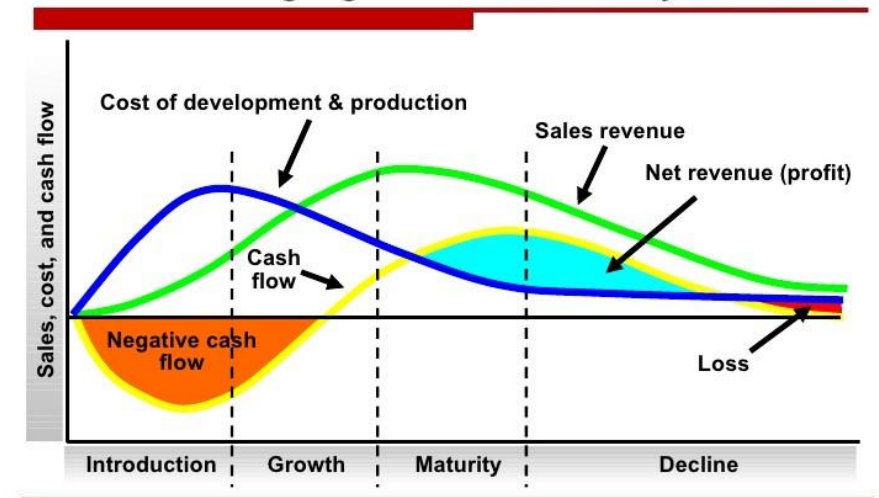 Cost of development & production
Sales revenue
Net revenue (profit)
Cash
flow
Negative cash
flow
Loss
Sales, cost, and cash flow
Introduction
Growth
Maturity
Decline